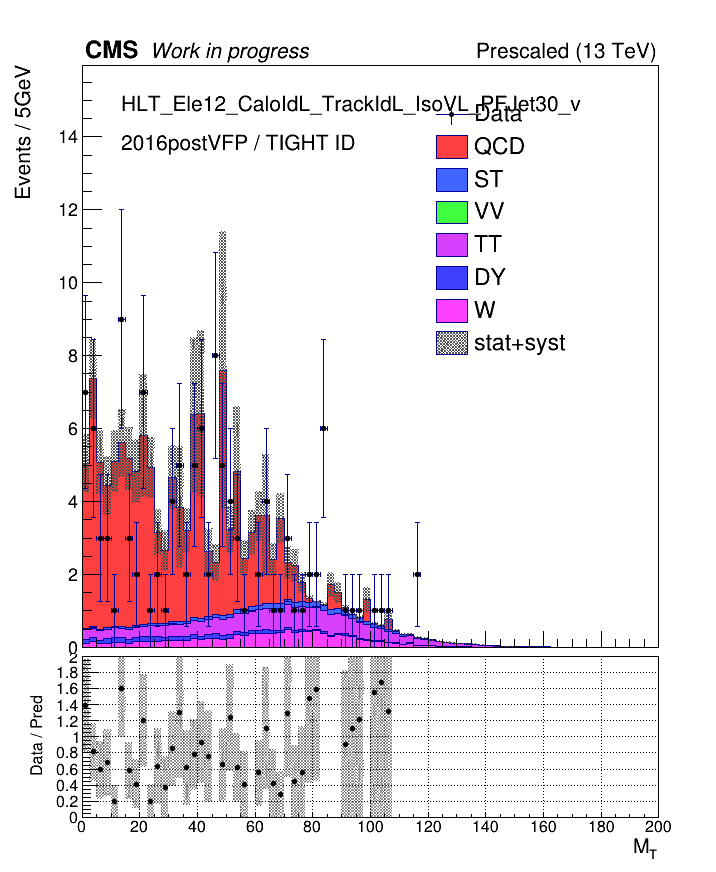 CMS Work in progress Prescaled (13 TeV)
Events / 5GeV
HLT_Ele12_CaloIdL_TrackIdL_IsoVL_PFJet30_v
2016postVFP / TIGHT ID
Data
QCD
ST
VV
TT
DY
W
stat+syst
14
12
10
8
6
4
2
0
Data / Pred
2
1.8
1.6
1.4
1.2
1
0.8
0.6
0.4
0.2
0
0 20 40 60 80 100 120 140 160 180 200
M_T